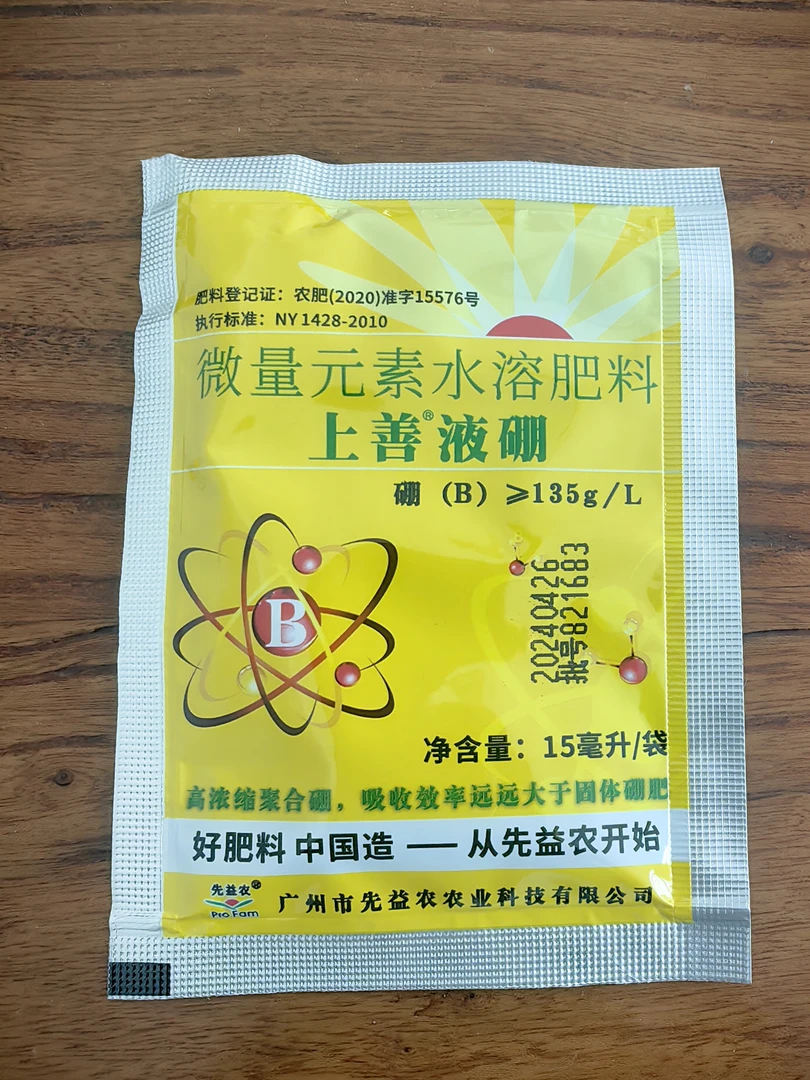 肥料登记证：农肥(2020)准字15576号
执行标准：NY 1428-2010
微量元素水溶肥料
上善®液硼
硼（B）≥135g/L
B
20240426
批号821683
净含量：15毫升/袋
高浓缩聚合硼，吸收效率远远大于固体硼肥
好肥料 中国造 —— 从先益农开始
先益农®
Pro Fam
广州市先益农农业科技有限公司